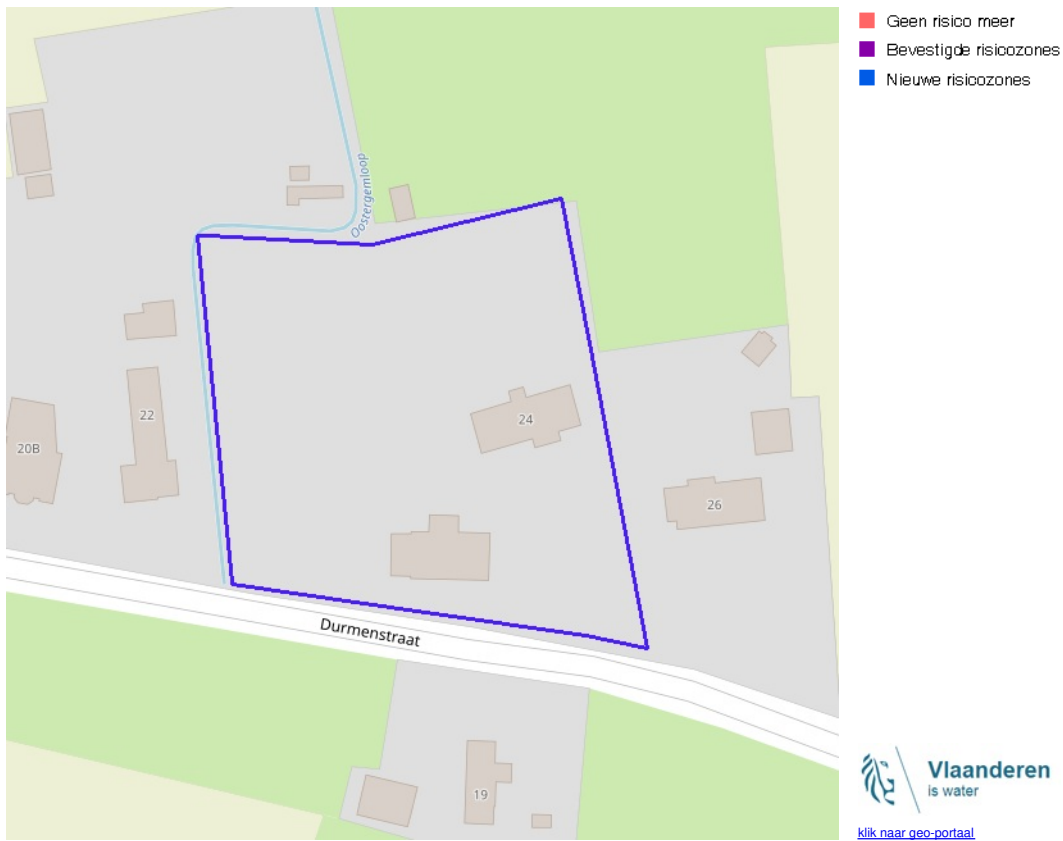 Geen risico meer
Bevestigde risicozones
Nieuwe risicozones
Oostergemloop
22
24
20B
26
Durmenstraat
19
Vlaanderen
is water
klik naar geo-portaal